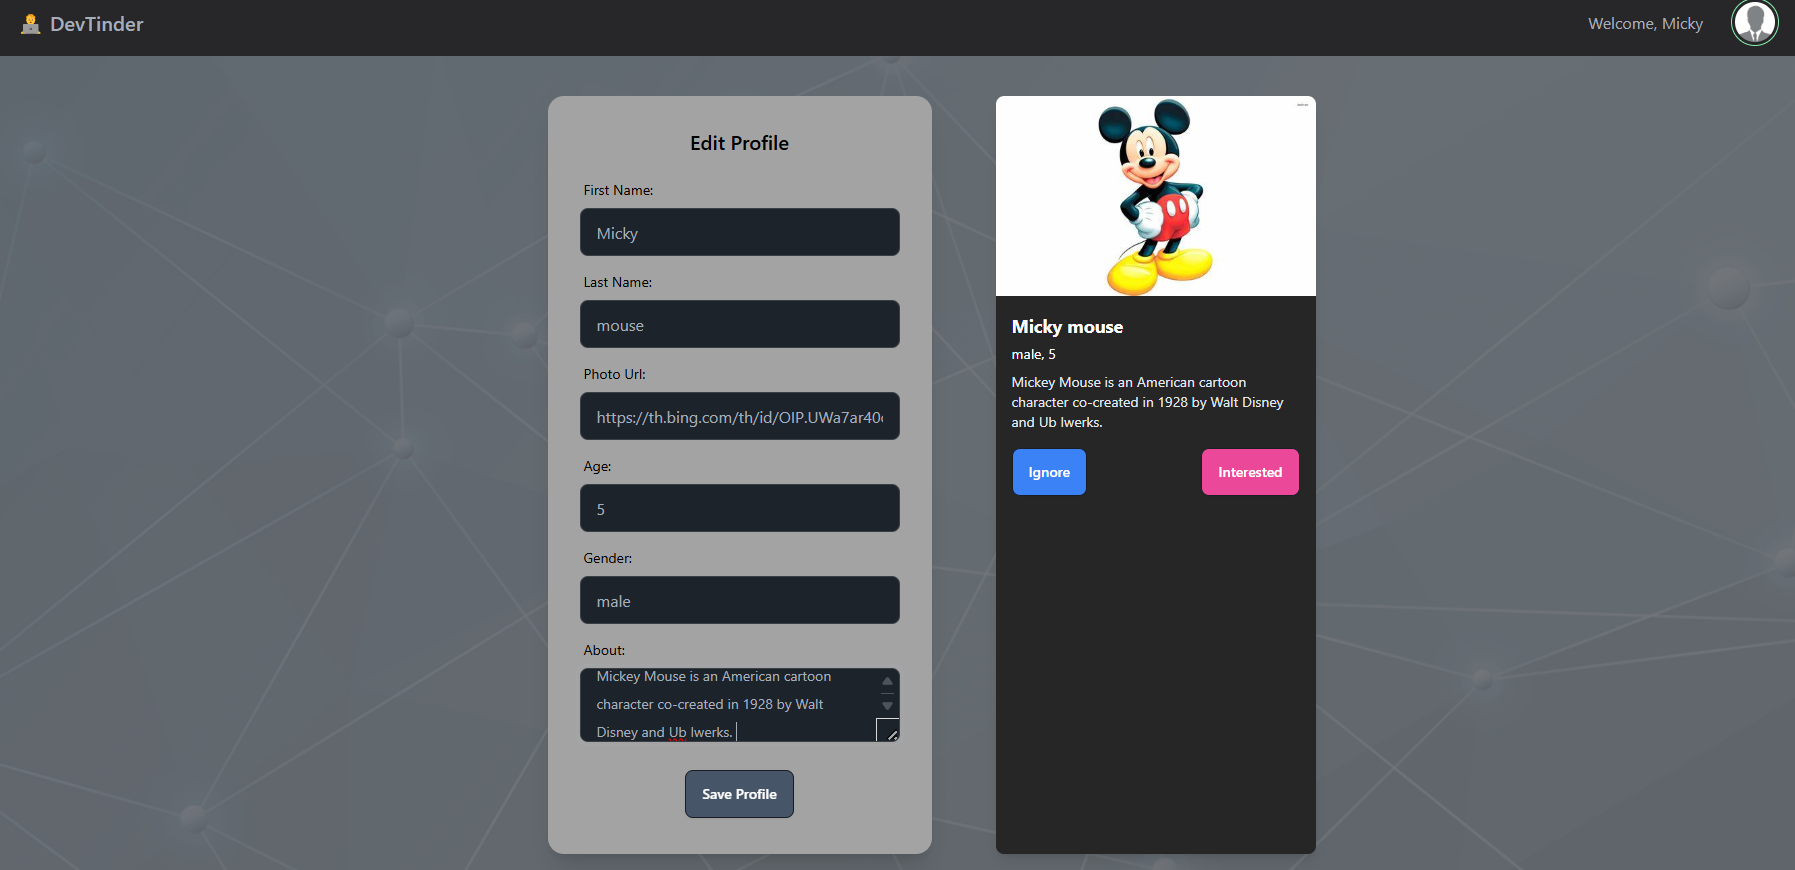 DevTinder
Welcome, Micky
Edit Profile
First Name:
Micky
Last Name:
mouse
Photo Url:
https://th.bing.com/th/id/OIP.UWa7ar40
Age:
5
Gender:
male
About:
Mickey Mouse is an American cartoon
character co-created in 1928 by Walt
Disney and Ub Iwerks.
Save Profile
Micky mouse
male, 5
Mickey Mouse is an American cartoon
character co-created in 1928 by Walt Disney
and Ub Iwerks.
Ignore
Interested